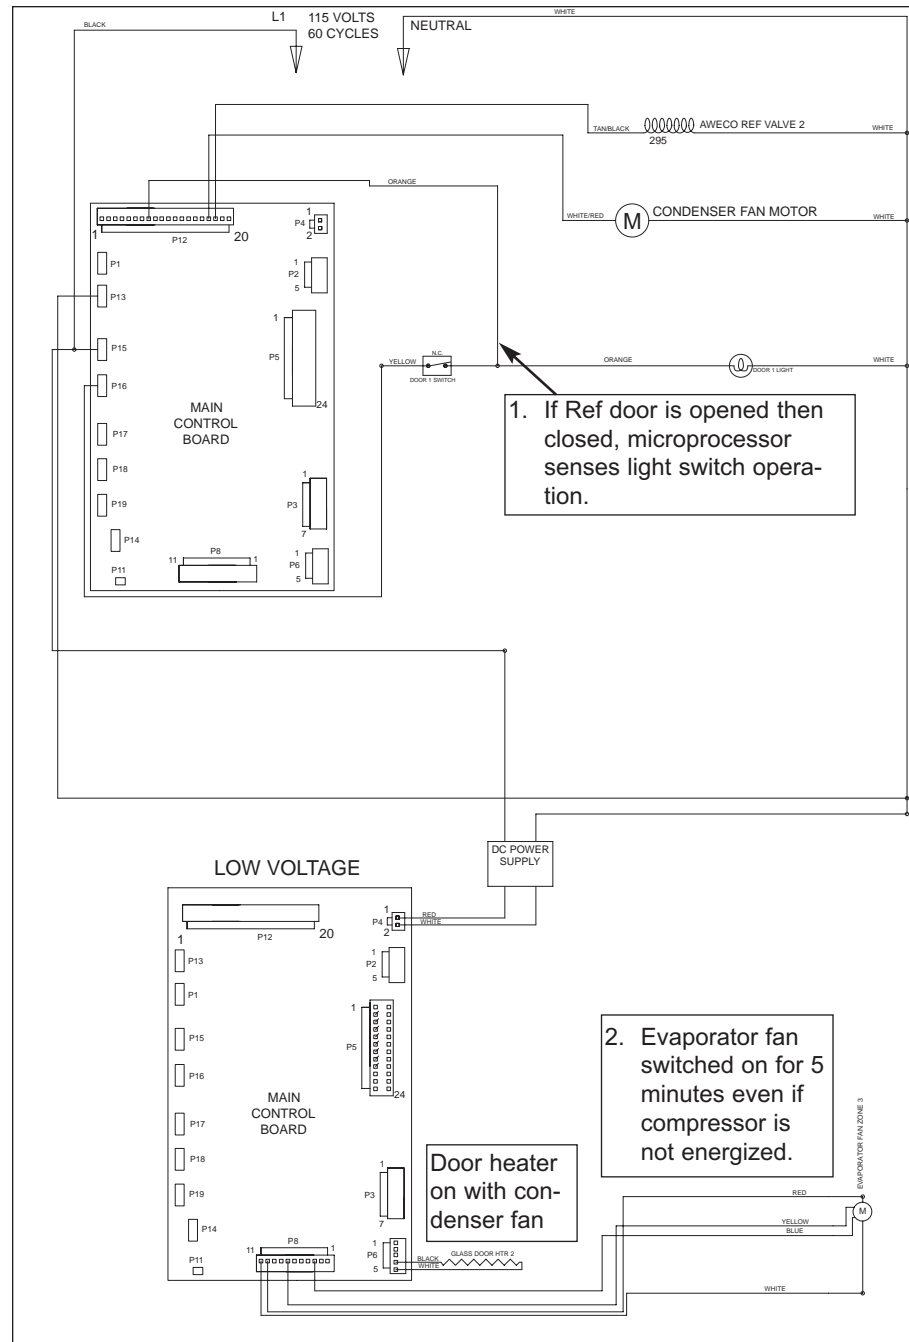 L1 115 VOLTS
60 CYCLES
NEUTRAL
WHITE
BLACK
TAN/BLACK
295
AWECO REF VALVE 2
WHITE
ORANGE
WHITE/RED
M
CONDENSER FAN MOTOR
WHITE
1
20
P12
1
P4
2
P1
P13
1
P2
5
P15
P16
1
P5
24
MAIN
CONTROL
BOARD
P17
P18
P19
P14
P11
1
P3
7
P8
11
1
1
P6
5
YELLOW
N.C.
DOOR 1 SWITCH
ORANGE
DOOR 1 LIGHT
WHITE
1. If Ref door is opened then
closed, microprocessor
senses light switch opera-
tion.
DC POWER
SUPPLY
LOW VOLTAGE
1
20
P12
1
P4
2
RED
WHITE
P13
P1
1
P2
5
P15
P16
1
P5
24
MAIN
CONTROL
BOARD
P17
P18
P19
P14
P11
1
P3
7
P8
11
1
1
P6
5
BLACK
WHITE
GLASS DOOR HTR 2
Door heater
on with con-
denser fan
2. Evaporator fan
switched on for 5
minutes even if
compressor is
not energized.
EVAPORATOR FAN ZONE 3
RED
YELLOW
BLUE
M
WHITE